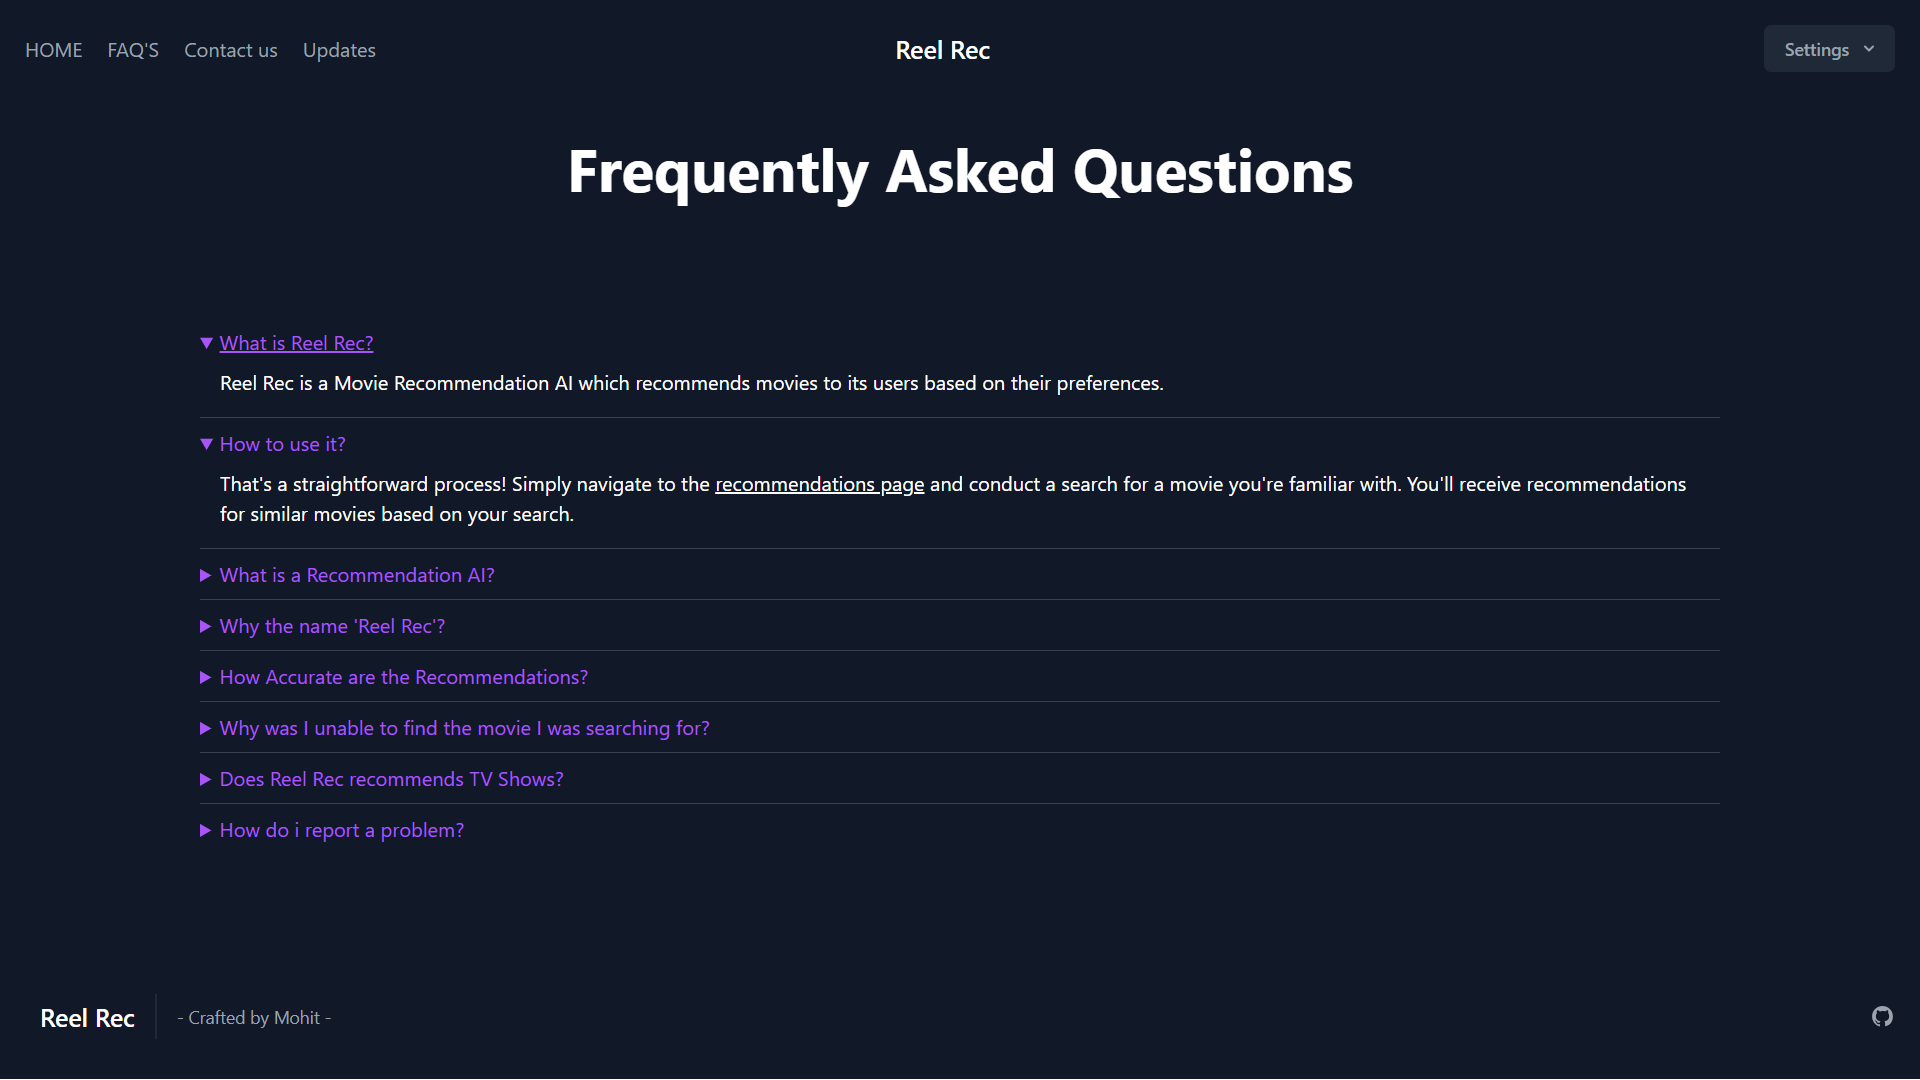 HOME FAQ'S Contact us Updates Reel Rec Settings
Frequently Asked Questions
What is Reel Rec?
Reel Rec is a Movie Recommendation AI which recommends movies to its users based on their preferences.
How to use it?
That's a straightforward process! Simply navigate to the recommendations page and conduct a search for a movie you're familiar with. You'll receive recommendations
for similar movies based on your search.
What is a Recommendation AI?
Why the name 'Reel Rec'?
How Accurate are the Recommendations?
Why was I unable to find the movie I was searching for?
Does Reel Rec recommends TV Shows?
How do i report a problem?
Reel Rec - Crafted by Mohit -